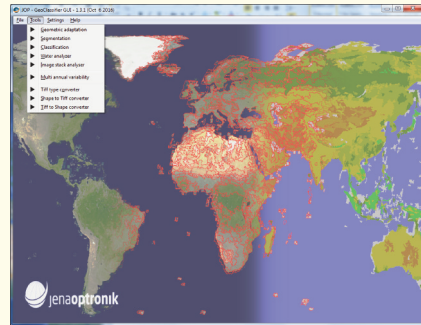 JOP - GeoClassifier GUI - 1.3.1 (Oct 6 2016)
File Tools Settings Help
Geometric adaptation
Segmentation
Classification
Water analyzer
Image stack analyzer
Multi annual variability
Tiff type converter
Shape to Tiff converter
Tiff to Shape converter
jenaoptronik